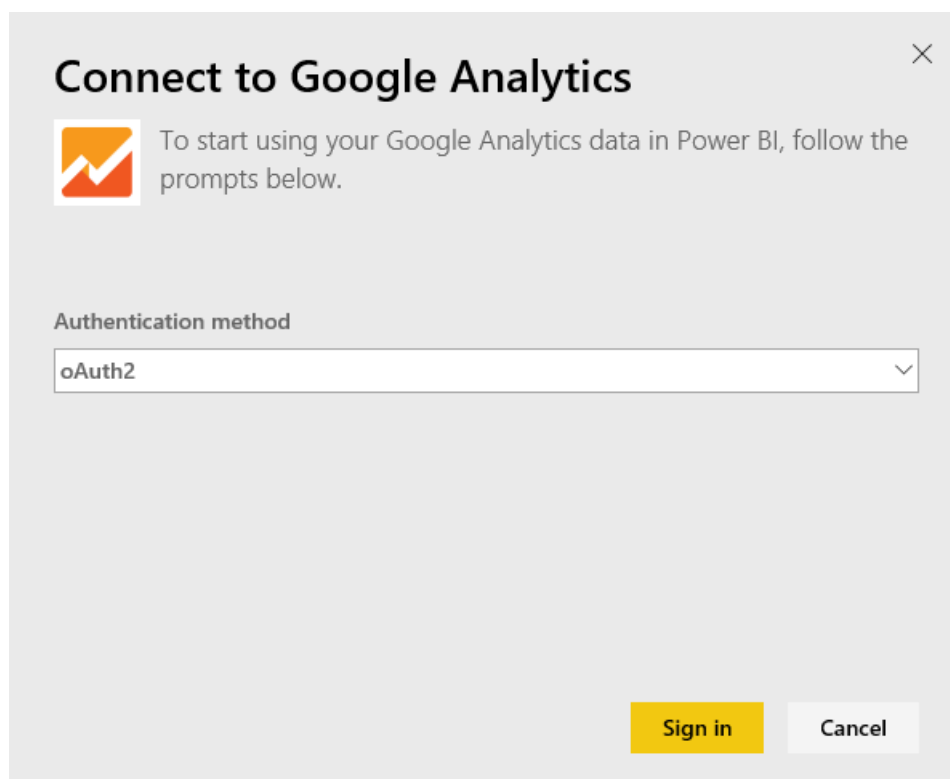 Connect to Google Analytics
To start using your Google Analytics data in Power BI, follow the
prompts below.
Authentication method
oAuth2
Sign in
Cancel